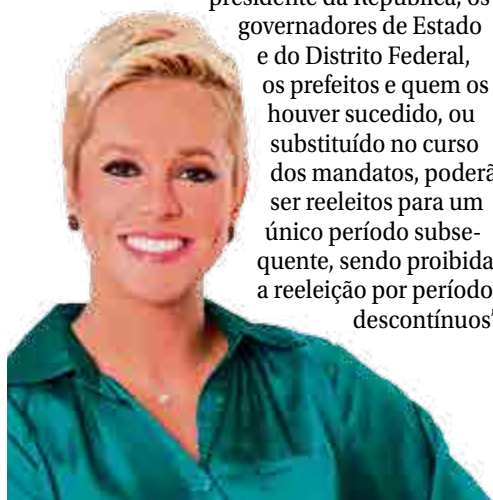 presidente da República, os
governadores de Estado
e do Distrito Federal,
os prefeitos e quem os
houver sucedido, ou
substituído no curso
dos mandatos, poderã
ser reeleitos para um
único período subse-
quente, sendo proibida
a reeleição por período
descontínuos"